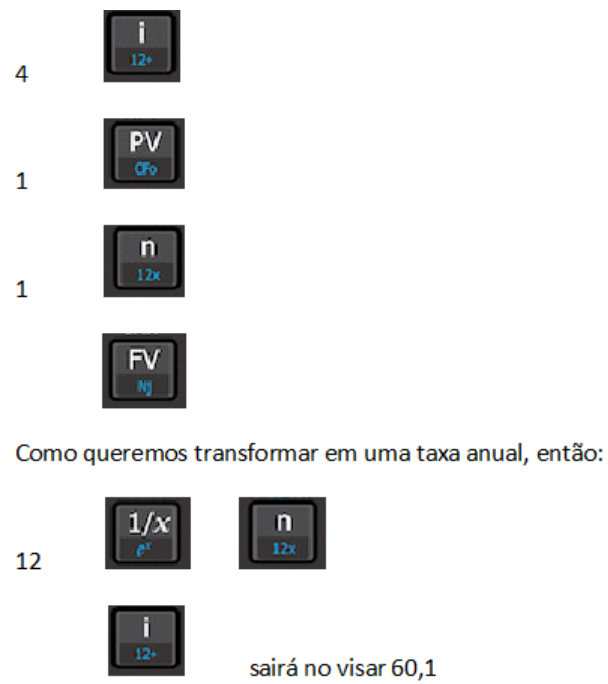 i
12÷
4
PV
CFo
1
n
12x
1
FV
Nj
Como queremos transformar em uma taxa anual, então:
1/x n
eˣ 12x
12
i
12÷
sairá no visar 60,1